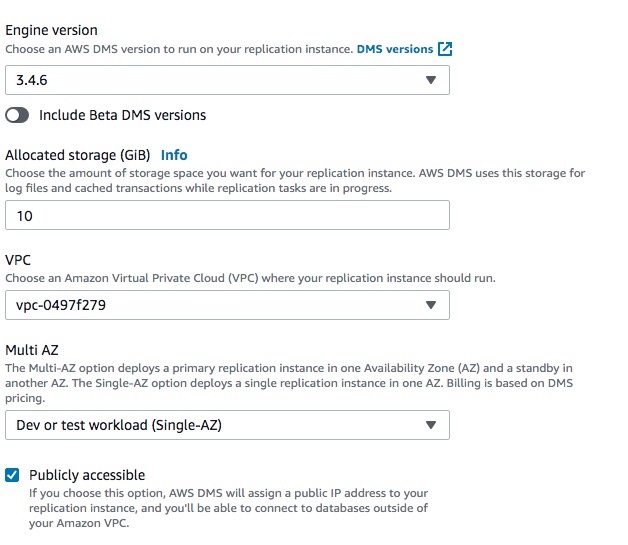 Engine version
Choose an AWS DMS version to run on your replication instance. DMS versions
3.4.6
Include Beta DMS versions
Allocated storage (GiB) Info
Choose the amount of storage space you want for your replication instance. AWS DMS uses this storage for
log files and cached transactions while replication tasks are in progress.
10
VPC
Choose an Amazon Virtual Private Cloud (VPC) where your replication instance should run.
vpc-0497f279
Multi AZ
The Multi-AZ option deploys a primary replication instance in one Availability Zone (AZ) and a standby in
another AZ. The Single-AZ option deploys a single replication instance in one AZ. Billing is based on DMS
pricing.
Dev or test workload (Single-AZ)
Publicly accessible
If you choose this option, AWS DMS will assign a public IP address to your
replication instance, and you'll be able to connect to databases outside of
your Amazon VPC.